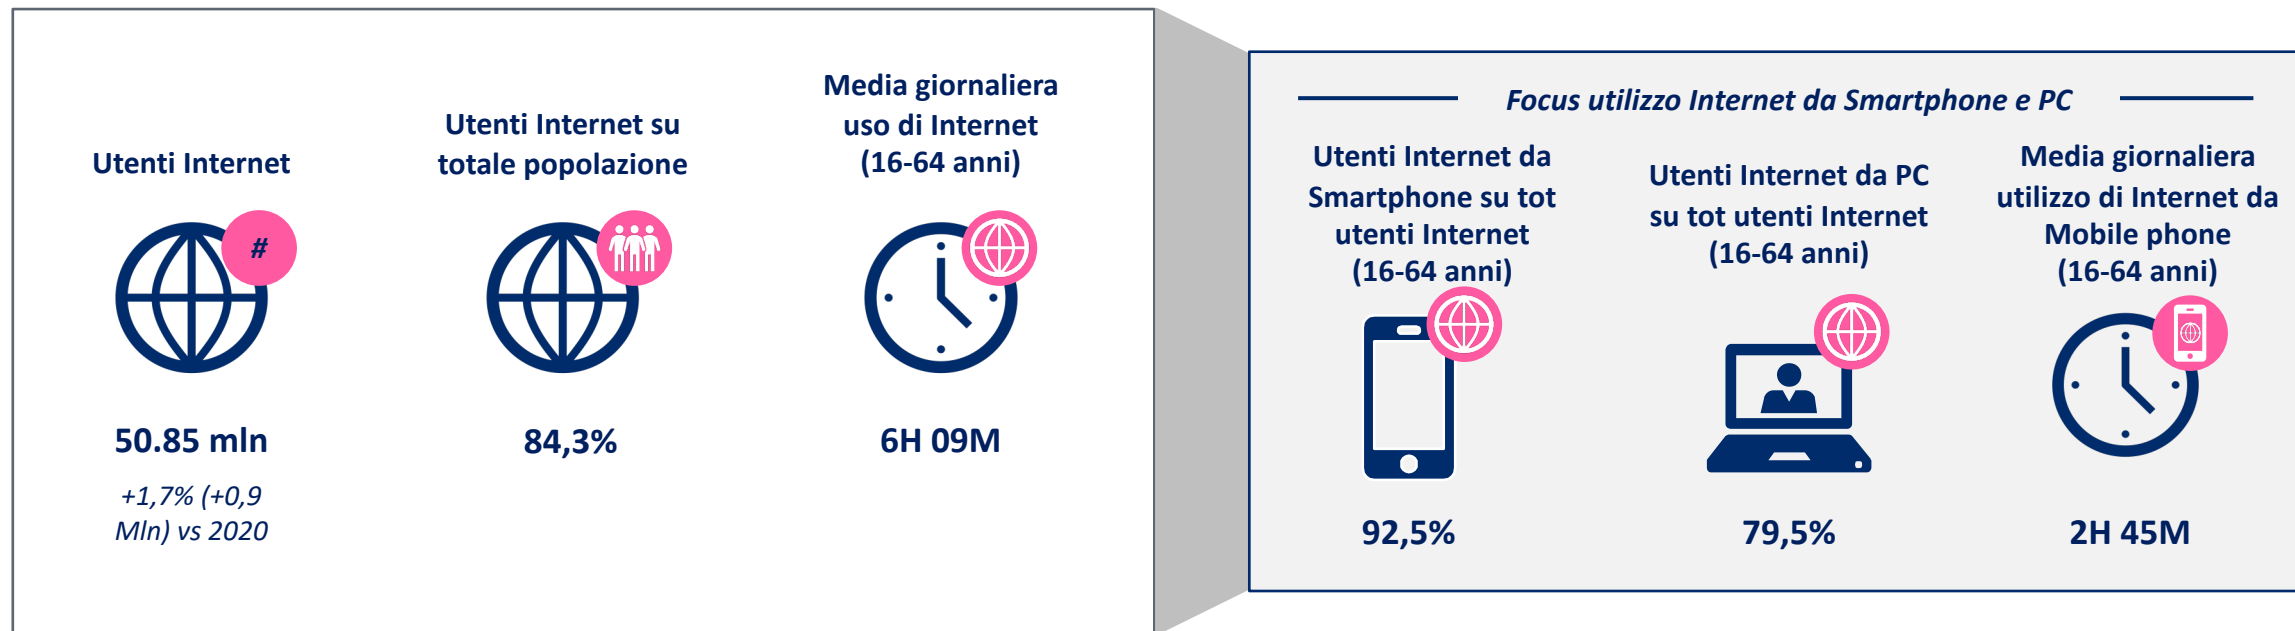 Utenti Internet
#
50.85 mln
+1,7% (+0,9
Mln) vs 2020
Utenti Internet su
totale popolazione
84,3%
Media giornaliera
uso di Internet
(16-64 anni)
6H 09M
Focus utilizzo Internet da Smartphone e PC
Utenti Internet da
Smartphone su tot
utenti Internet
(16-64 anni)
92,5%
Utenti Internet da PC
su tot utenti Internet
(16-64 anni)
79,5%
Media giornaliera
utilizzo di Internet da
Mobile phone
(16-64 anni)
2H 45M